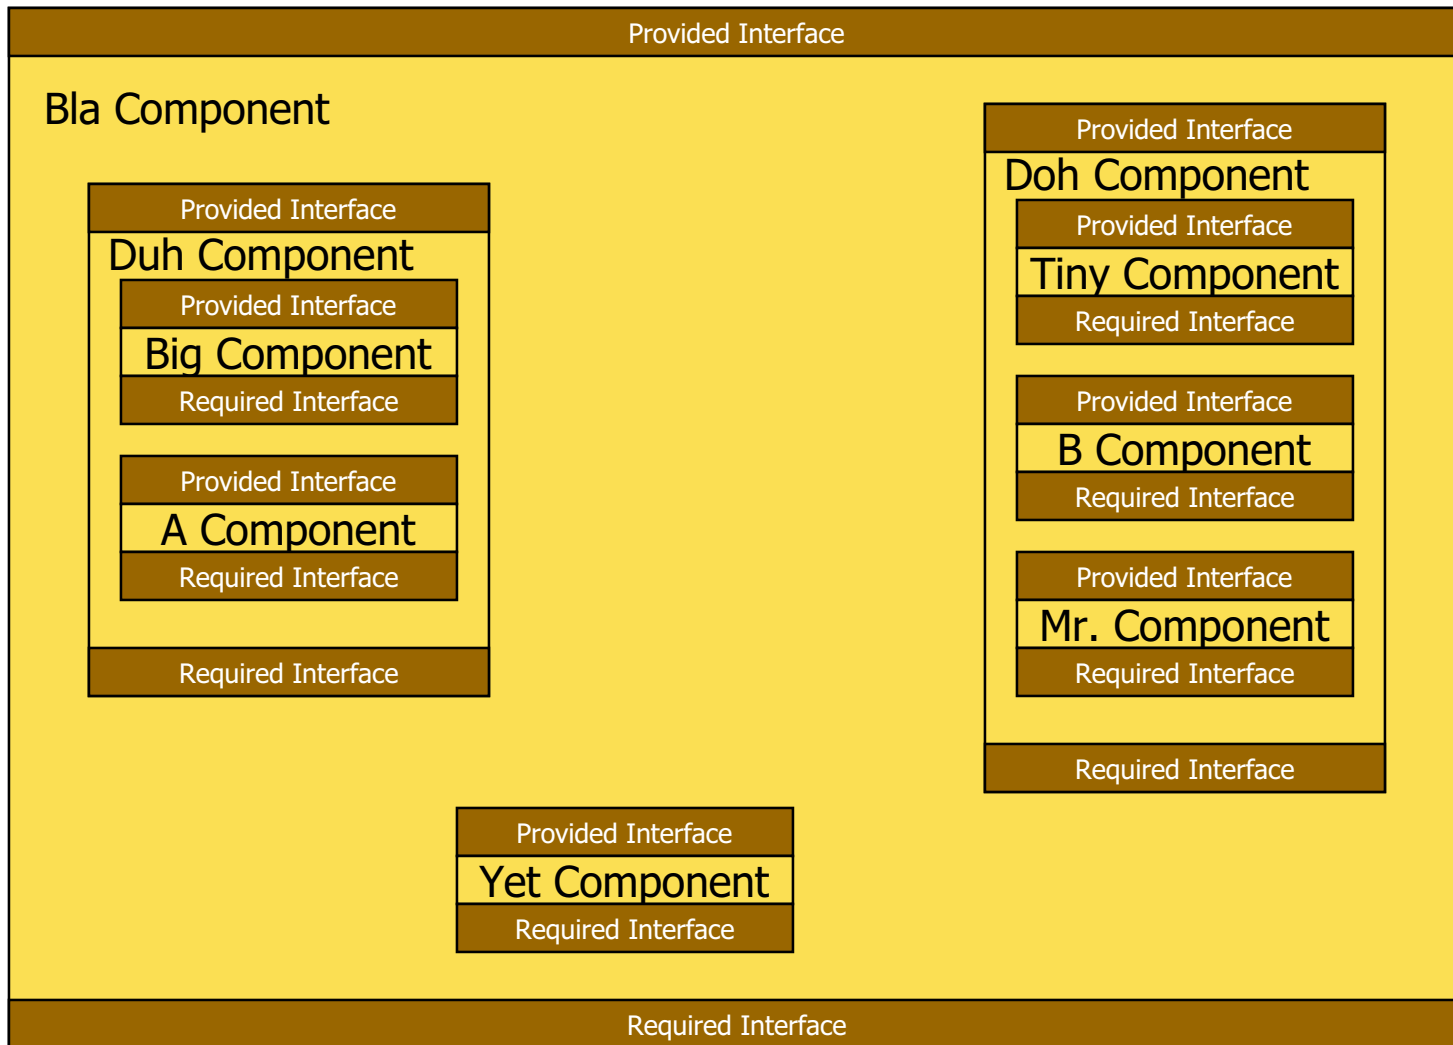 Provided Interface
Bla Component
Provided Interface
Duh Component
Provided Interface
Big Component
Required Interface
Provided Interface
A Component
Required Interface
Required Interface
Provided Interface
Doh Component
Provided Interface
Tiny Component
Required Interface
Provided Interface
B Component
Required Interface
Provided Interface
Mr. Component
Required Interface
Required Interface
Provided Interface
Yet Component
Required Interface
Required Interface